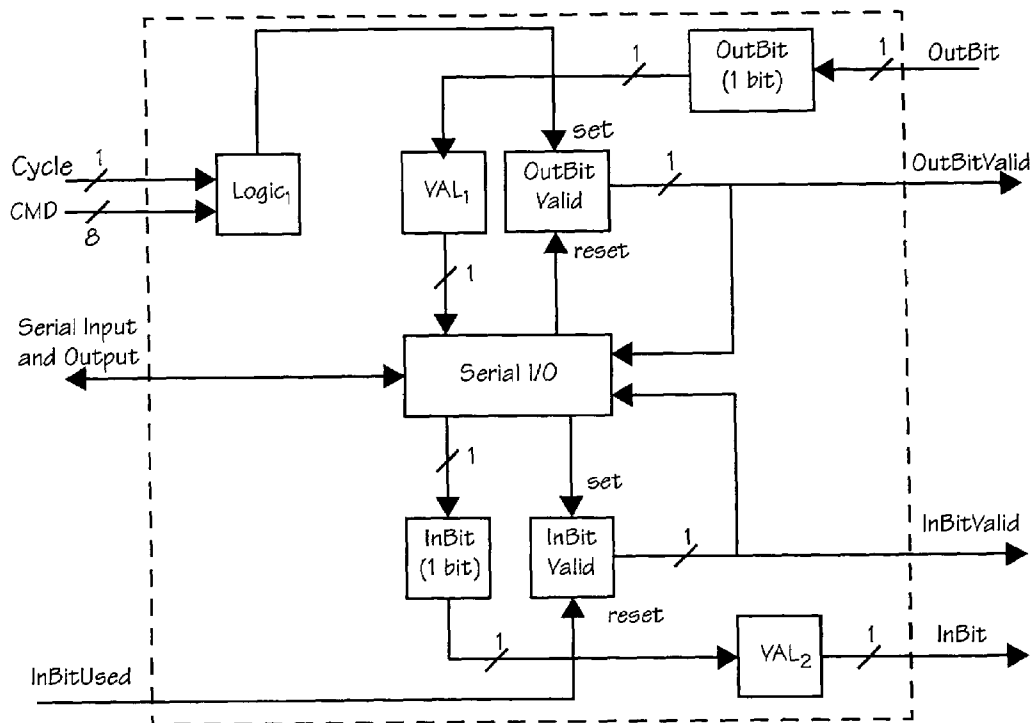 1
OutBit
(1 bit)
1
OutBit
set
Cycle
1
CMD
8
Logic1
VAL1
OutBit
Valid
1
OutBitValid
reset
1
Serial Input
and Output
Serial I/O
1
set
InBit
(1 bit)
InBit
Valid
1
InBitValid
reset
1
VAL2
1
InBit
InBitUsed